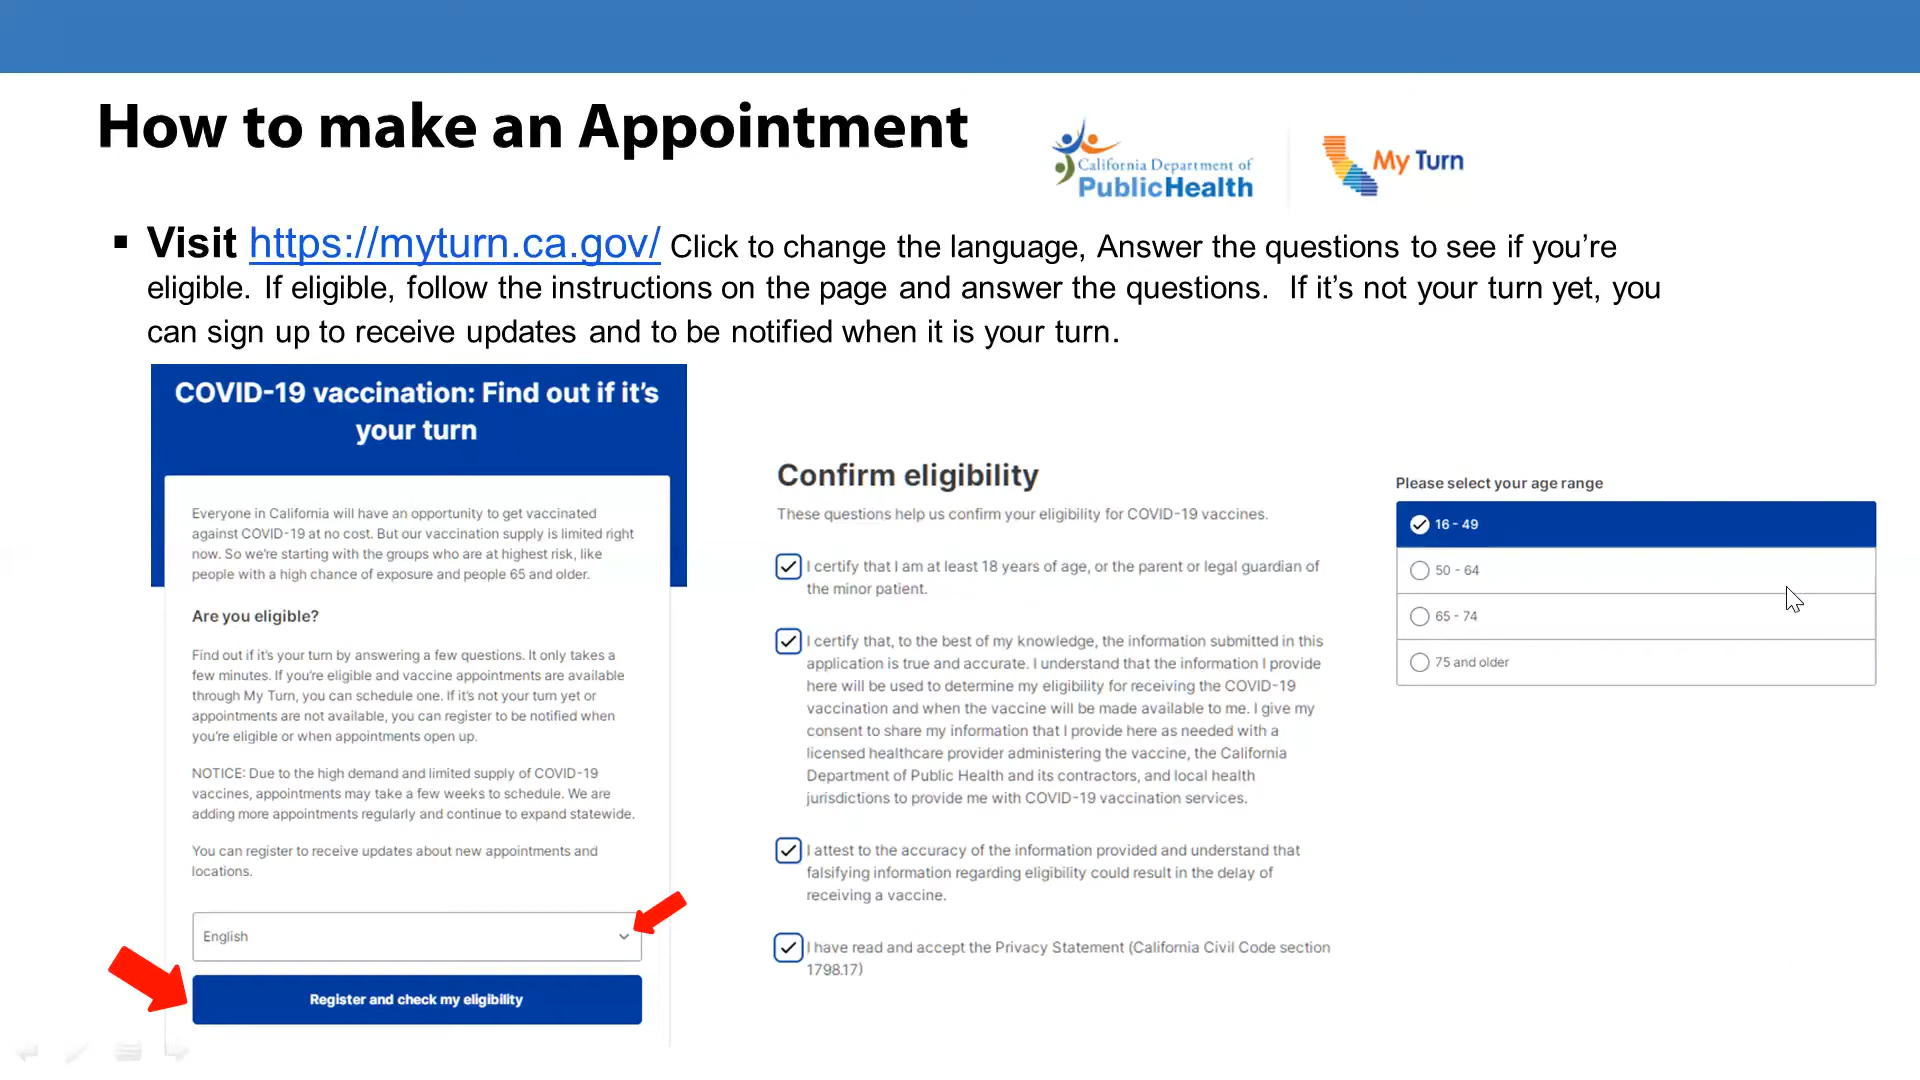 How to make an Appointment
California Department of
PublicHealth
My Turn
▪ Visit https://myturn.ca.gov/ Click to change the language, Answer the questions to see if you’re
eligible. If eligible, follow the instructions on the page and answer the questions. If it’s not your turn yet, you
can sign up to receive updates and to be notified when it is your turn.
COVID-19 vaccination: Find out if it’s
your turn
Everyone in California will have an opportunity to get vaccinated
against COVID-19 at no cost. But our vaccination supply is limited right
now. So we’re starting with the groups who are at highest risk, like
people with a high chance of exposure and people 65 and older.
Are you eligible?
Find out if it’s your turn by answering a few questions. It only takes a
few minutes. If you’re eligible and vaccine appointments are available
through My Turn, you can schedule one. If it’s not your turn yet or
appointments are not available, you can register to be notified when
you’re eligible or when appointments open up.
NOTICE: Due to the high demand and limited supply of COVID-19
vaccines, appointments may take a few weeks to schedule. We are
adding more appointments regularly and continue to expand statewide.
You can register to receive updates about new appointments and
locations.
English
Register and check my eligibility
Confirm eligibility
These questions help us confirm your eligibility for COVID-19 vaccines.
I certify that I am at least 18 years of age, or the parent or legal guardian of
the minor patient.
I certify that, to the best of my knowledge, the information submitted in this
application is true and accurate. I understand that the information I provide
here will be used to determine my eligibility for receiving the COVID-19
vaccination and when the vaccine will be made available to me. I give my
consent to share my information that I provide here as needed with a
licensed healthcare provider administering the vaccine, the California
Department of Public Health and its contractors, and local health
jurisdictions to provide me with COVID-19 vaccination services.
I attest to the accuracy of the information provided and understand that
falsifying information regarding eligibility could result in the delay of
receiving a vaccine.
I have read and accept the Privacy Statement (California Civil Code section
1798.17)
Please select your age range
16 - 49
50 - 64
65 - 74
75 and older